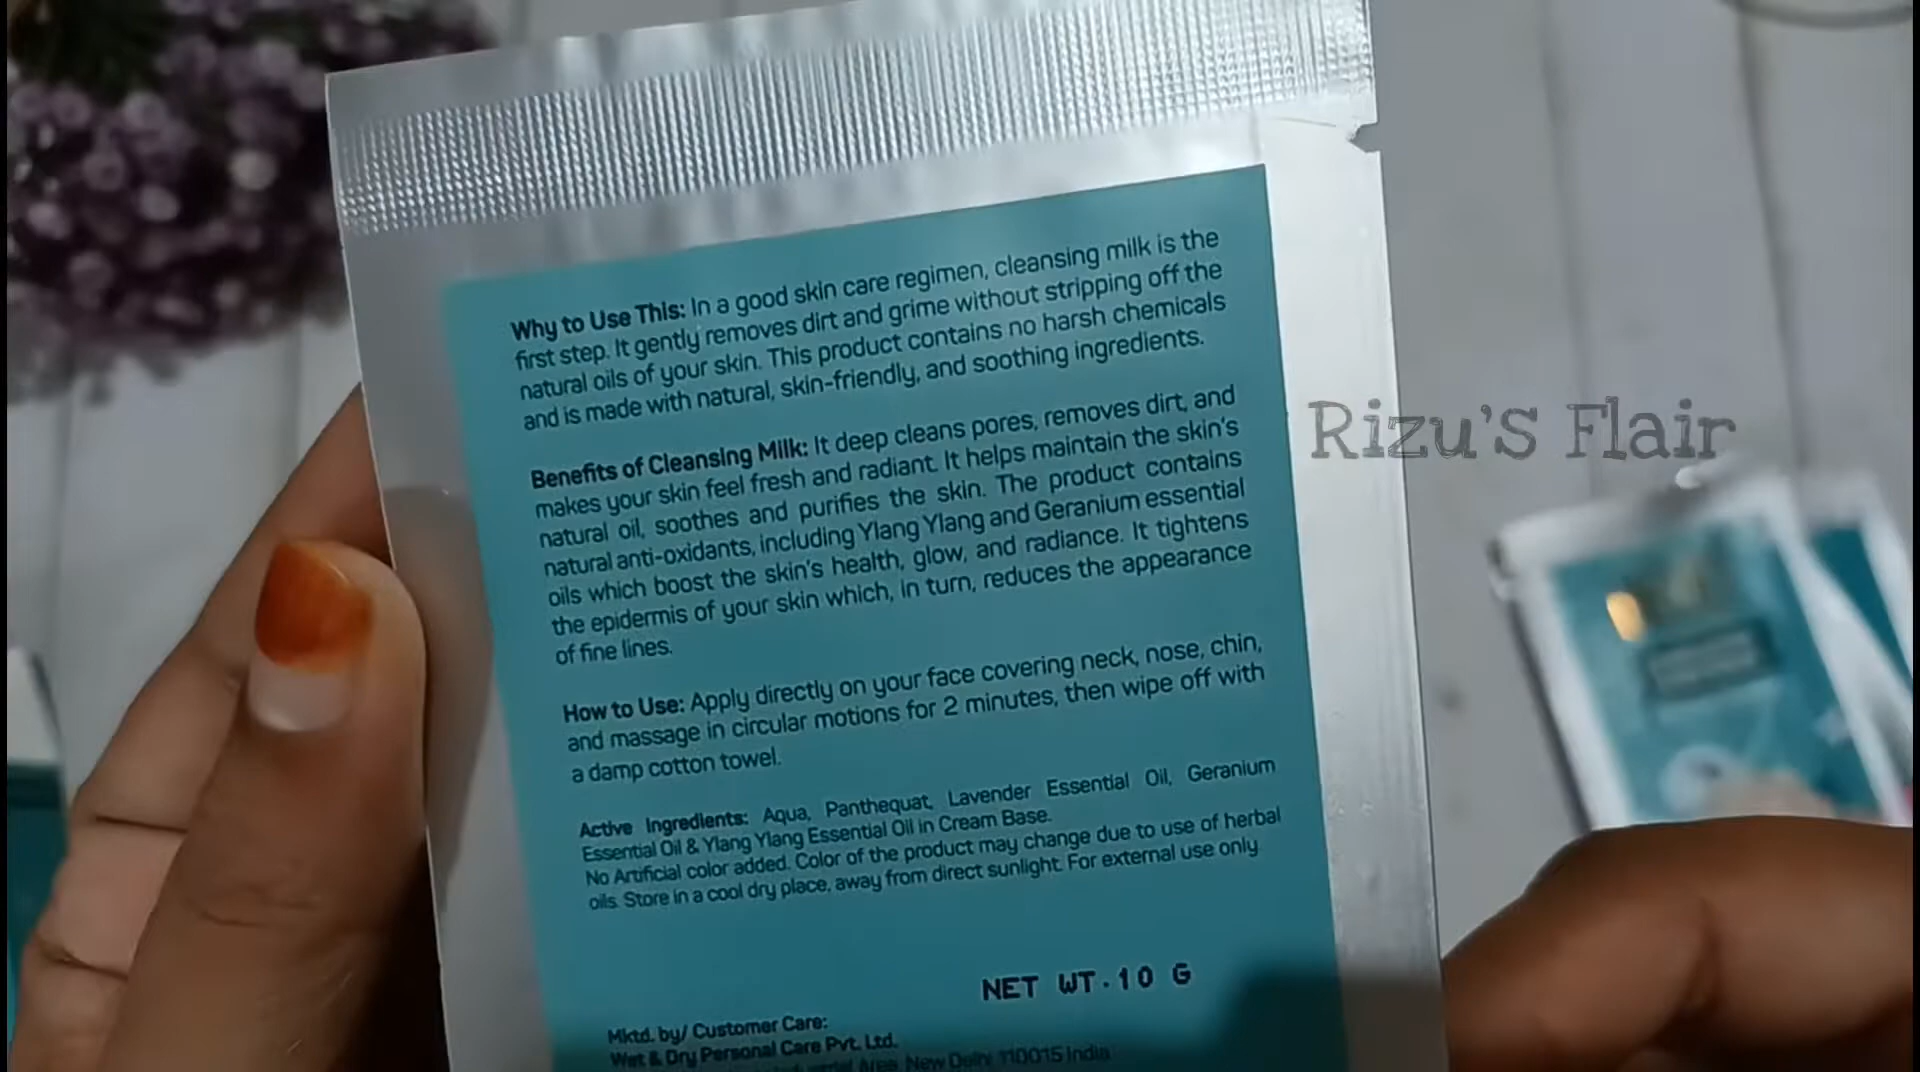 Why to Use This: In a good skin care regimen, cleansing milk is the
first step. It gently removes dirt and grime without stripping off the
natural oils of your skin. This product contains no harsh chemicals
and is made with natural, skin-friendly, and soothing ingredients.
Benefits of Cleansing Milk: It deep cleans pores, removes dirt, and
makes your skin feel fresh and radiant. It helps maintain the skin's
natural oil, soothes and purifies the skin. The product contains
natural anti-oxidants, including Ylang Ylang and Geranium essential
oils which boost the skin's health, glow, and radiance. It tightens
the epidermis of your skin which, in turn, reduces the appearance
of fine lines.
Rizu's Flair
How to Use: Apply directly on your face covering neck, nose, chin,
and massage in circular motions for 2 minutes, then wipe off with
a damp cotton towel.
Active Ingredients: Aqua, Panthequat, Lavender Essential Oil, Geranium
Essential Oil & Ylang Ylang Essential Oil in Cream Base.
No Artificial color added. Color of the product may change due to use of herbal
oils. Store in a cool dry place, away from direct sunlight. For external use only
NET WT. 10 G
Mktd. by/ Customer Care:
Wet & Dry Personal Care Pvt. Ltd.
Area, New Delhi 110015 India